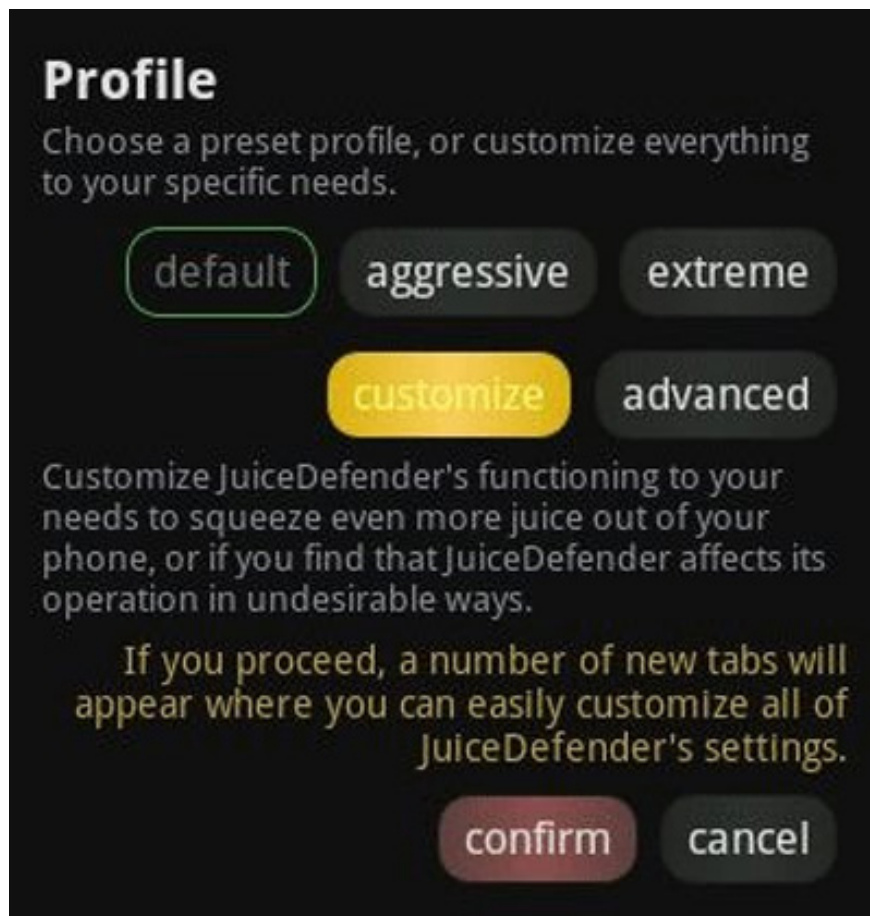 Profile
Choose a preset profile, or customize everything
to your specific needs.
default aggressive extreme
customize advanced
Customize JuiceDefender's functioning to your
needs to squeeze even more juice out of your
phone, or if you find that JuiceDefender affects its
operation in undesirable ways.
If you proceed, a number of new tabs will
appear where you can easily customize all of
JuiceDefender's settings.
confirm cancel